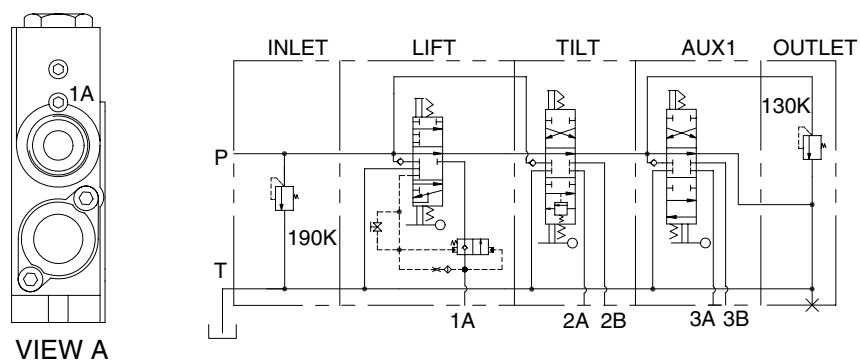 1A
VIEW A
INLET LIFT TILT AUX1 OUTLET
130K
P
190K
T
1A 2A 2B 3A 3B